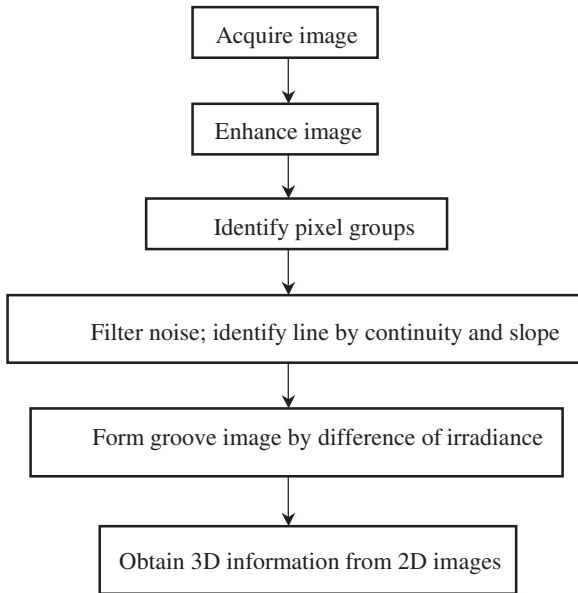 Acquire image
Enhance image
Identify pixel groups
Filter noise; identify line by continuity and slope
Form groove image by difference of irradiance
Obtain 3D information from 2D images